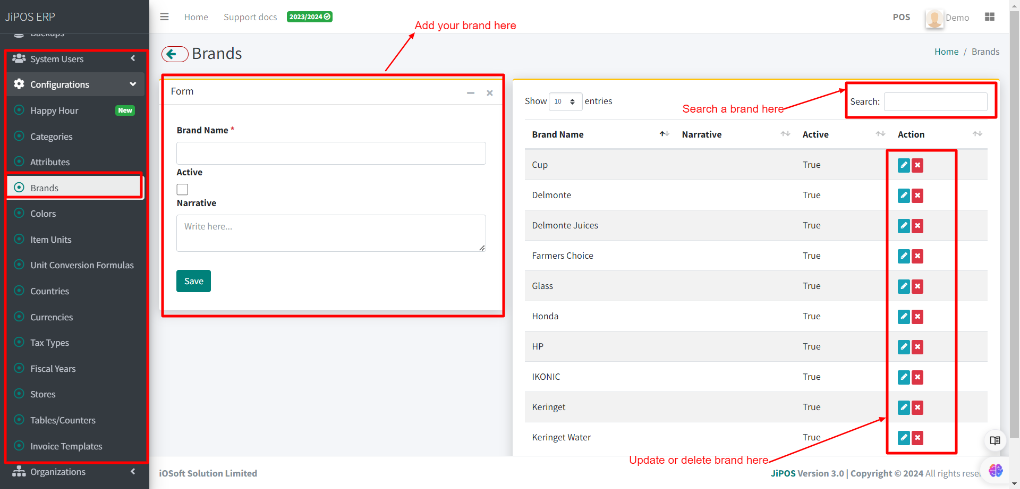 JiPOS ERP
Home
Support docs
2023/2024
POS
Demo
Backups
System Users
Configurations
Happy Hour
New
Categories
Attributes
Brands
Colors
Item Units
Unit Conversion Formulas
Countries
Currencies
Tax Types
Fiscal Years
Stores
Tables/Counters
Invoice Templates
Organizations
Add your brand here
Brands
Home / Brands
Form
Brand Name *
Active
Narrative
Write here...
Save
Show 10 entries
Search a brand here
Search:
Brand Name Narrative Active Action
Cup True
Delmonte True
Delmonte Juices True
Farmers Choice True
Glass True
Honda True
HP True
IKONIC True
Keringet True
Keringet Water True
Update or delete brand here
iOSoft Solution Limited
JiPOS Version 3.0 | Copyright © 2024 All rights